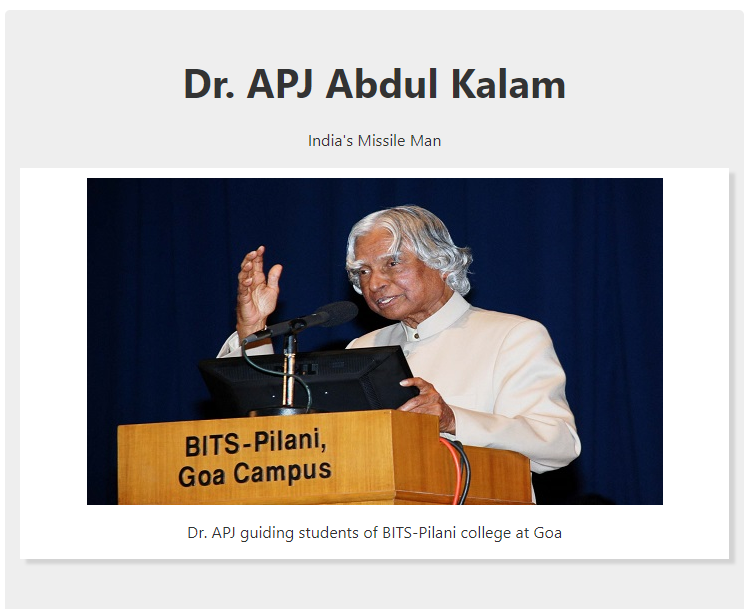 Dr. APJ Abdul Kalam
India's Missile Man
BITS-Pilani,
Goa Campus
Dr. APJ guiding students of BITS-Pilani college at Goa